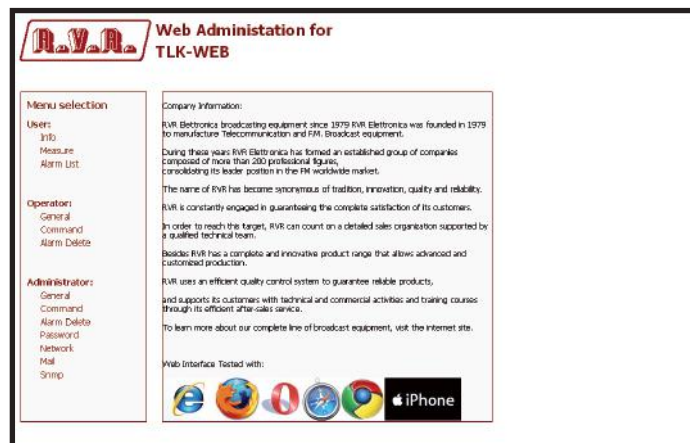 R.V.R.
Web Administation for
TLK-WEB
Menu selection
User:
Info
Measure
Alarm List
Operator:
General
Command
Alarm Delete
Administrator:
General
Command
Alarm Delete
Password
Network
Mail
Snmp
Company Information:
RVR Elettronica broadcasting equipment since 1979 RVR Elettronica was founded in 1979
to manufacture Telecommunication and F.M. Broadcast equipment.
During these years RVR Elettronica has formed an established group of companies
composed of more than 200 professional figures,
consolidating its leader position in the FM worldwide market.
The name of RVR has become synonymous of tradition, innovation, quality and reliability.
RVR is constantly engaged in guaranteeing the complete satisfaction of its customers.
In order to reach this target, RVR can count on a detailed sales organization supported by
a qualified technical team.
Besides RVR has a complete and innovative product range that allows advanced and
customized production.
RVR uses an efficient quality control system to guarantee reliable products,
and supports its customers with technical and commercial activities and training courses
through its efficient after-sales service.
To learn more about our complete line of broadcast equipment, visit the internet site.
Web Interface Tested with:
iPhone